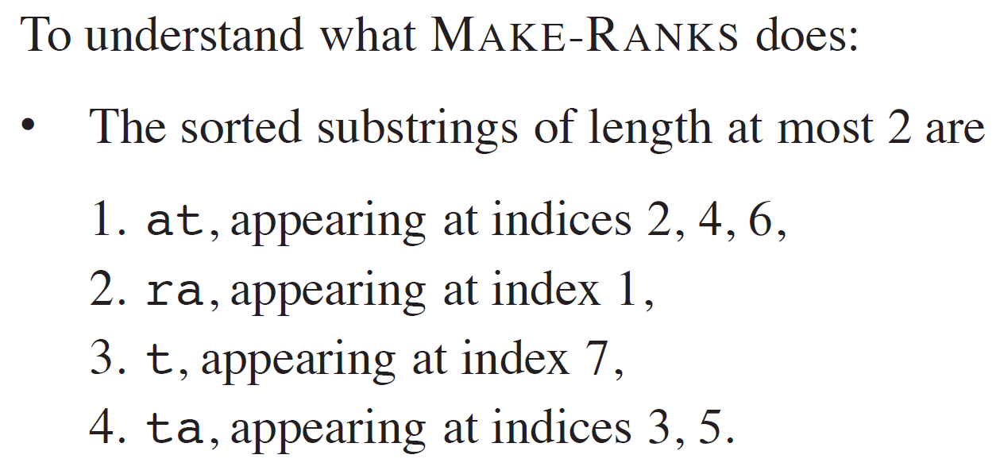 To understand what MAKE-RANKS does:
• The sorted substrings of length at most 2 are
1. at, appearing at indices 2, 4, 6,
2. ra, appearing at index 1,
3. t, appearing at index 7,
4. ta, appearing at indices 3, 5.